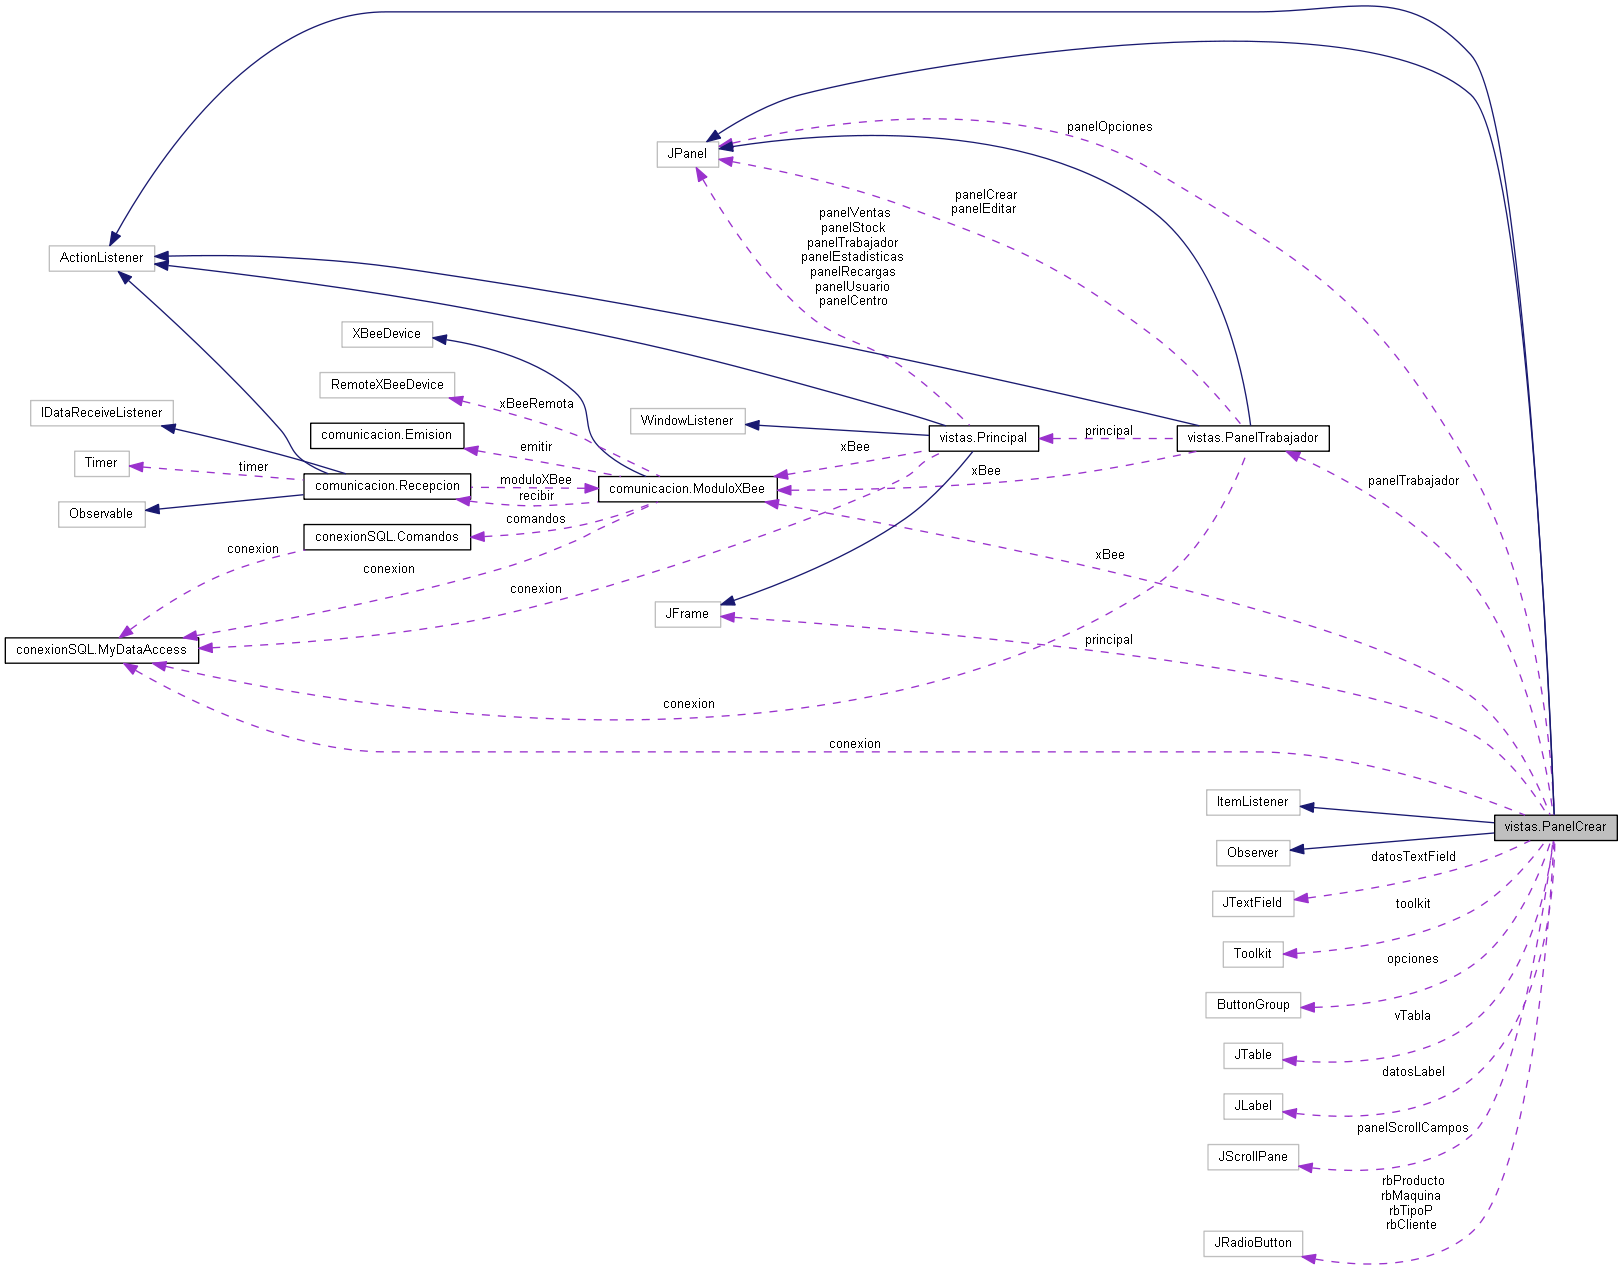 panelOpciones
JPanel
panelCrear
panelEditar
panelVentas
panelStock
panelTrabajador
panelEstadisticas
panelRecargas
panelUsuario
panelCentro
ActionListener
XBeeDevice
RemoteXBeeDevice
xBeeRemota
IDataReceiveListener
WindowListener
comunicacion.Emision
emitir
vistas.Principal
principal
vistas.PanelTrabajador
xBee
xBee
Timer
timer
comunicacion.Recepcion
moduloXBee
recibir
comunicacion.ModuloXBee
panelTrabajador
Observable
comandos
conexionSQL.Comandos
conexion
conexion
xBee
conexion
JFrame
principal
conexionSQL.MyDataAccess
conexion
conexion
ItemListener
vistas.PanelCrear
Observer
datosTextField
JTextField
toolkit
Toolkit
opciones
ButtonGroup
vTabla
JTable
datosLabel
JLabel
panelScrollCampos
JScrollPane
rbProducto
rbMaquina
rbTipoP
rbCliente
JRadioButton